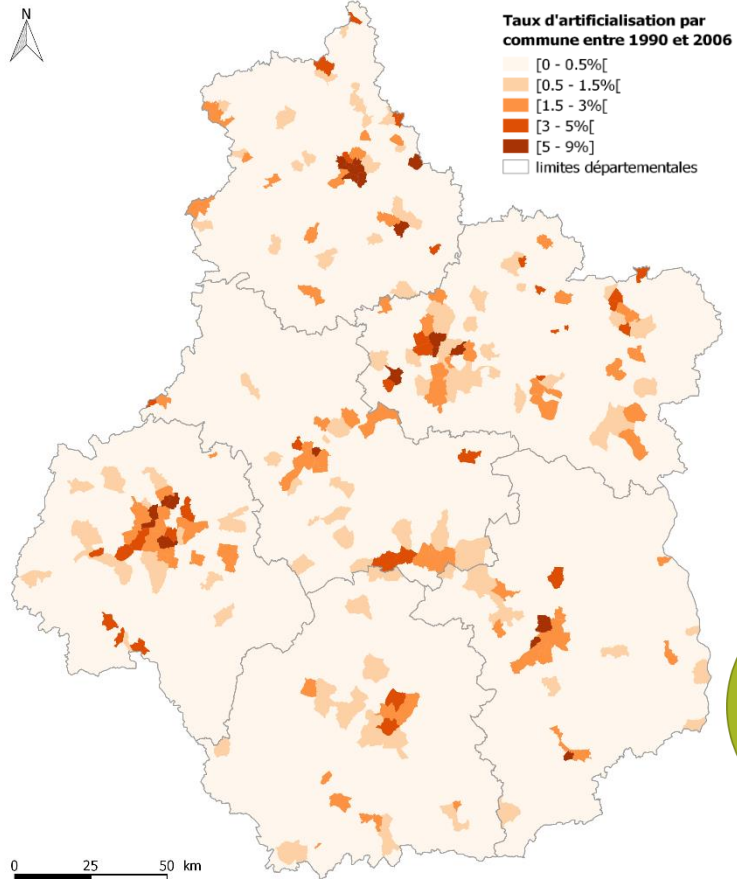 N
Taux d'artificialisation par
commune entre 1990 et 2006
[0 - 0.5%[
[0.5 - 1.5%[
[1.5 - 3%[
[3 - 5%[
[5 - 9%]
limites départementales
0 25 50 km